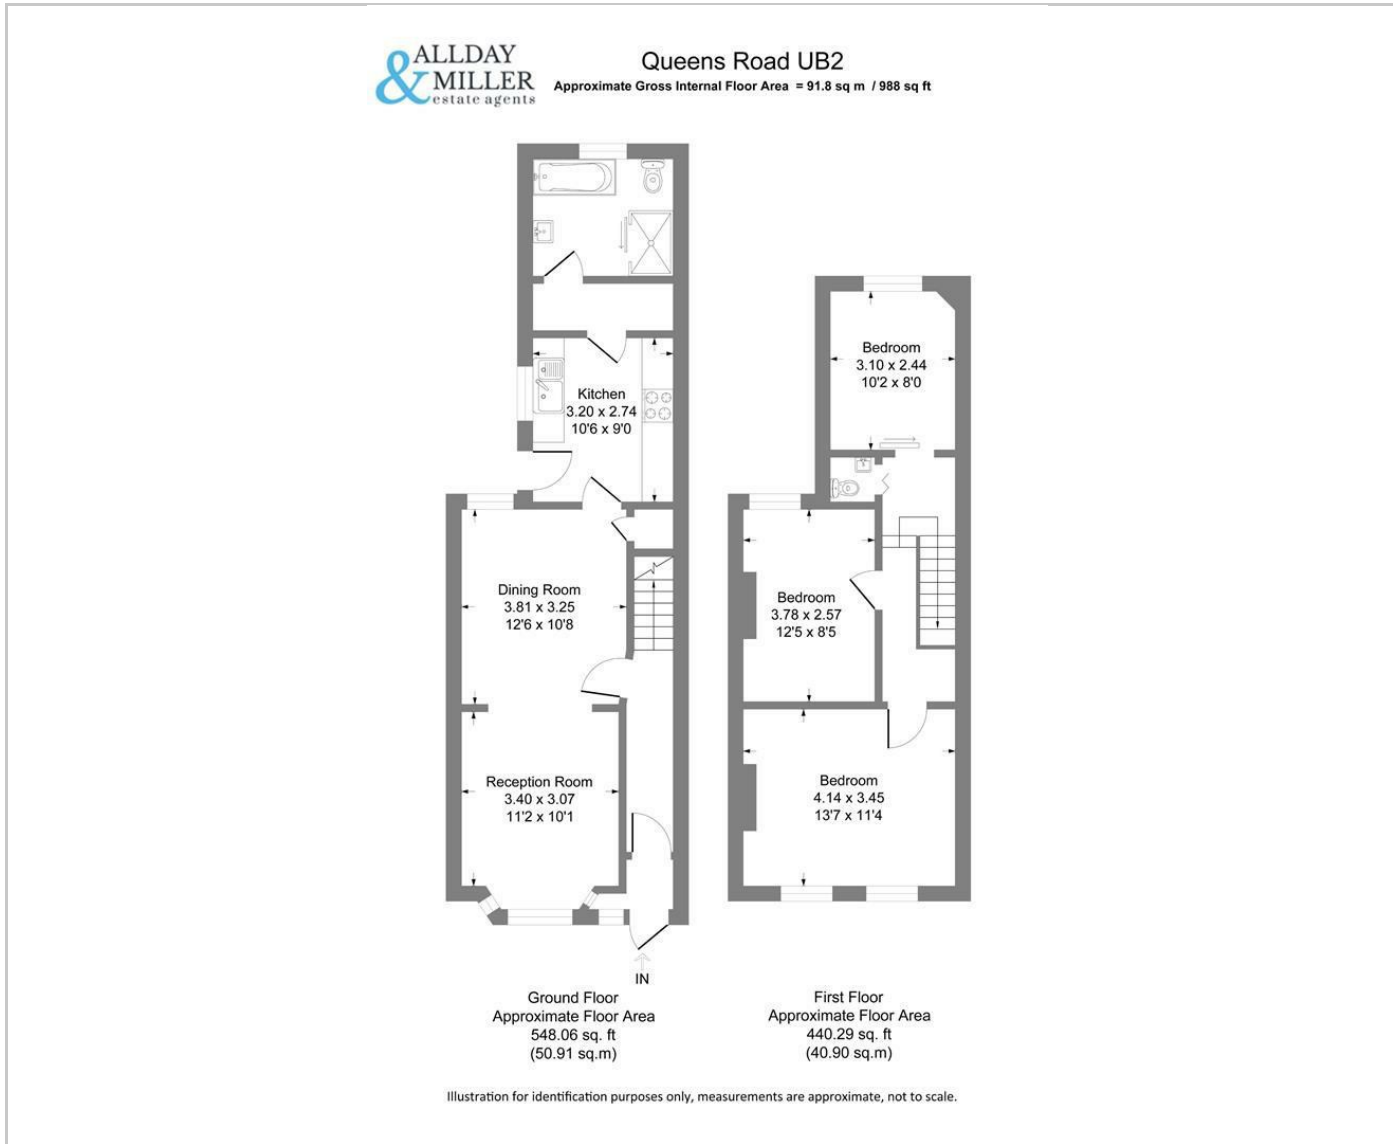 ALLDAY
& MILLER
estate agents
Queens Road UB2
Approximate Gross Internal Floor Area = 91.8 sq m / 988 sq ft
Bedroom
3.10 x 2.44
10'2 x 8'0
Kitchen
3.20 x 2.74
10'6 x 9'0
Dining Room
3.81 x 3.25
12'6 x 10'8
Bedroom
3.78 x 2.57
12'5 x 8'5
Reception Room
3.40 x 3.07
11'2 x 10'1
Bedroom
4.14 x 3.45
13'7 x 11'4
IN
Ground Floor
Approximate Floor Area
548.06 sq. ft
(50.91 sq.m)
First Floor
Approximate Floor Area
440.29 sq. ft
(40.90 sq.m)
Illustration for identification purposes only, measurements are approximate, not to scale.